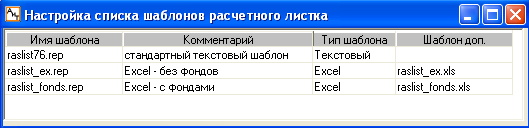 Настройка списка шаблонов расчетного листка
Имя шаблона Комментарий Тип шаблона Шаблон доп.
raslist76.rep стандартный текстовый шаблон Текстовый
raslist_ex.rep Excel - без фондов Excel raslist_ex.xls
raslist_fonds.rep Excel - с фондами Excel raslist_fonds.xls